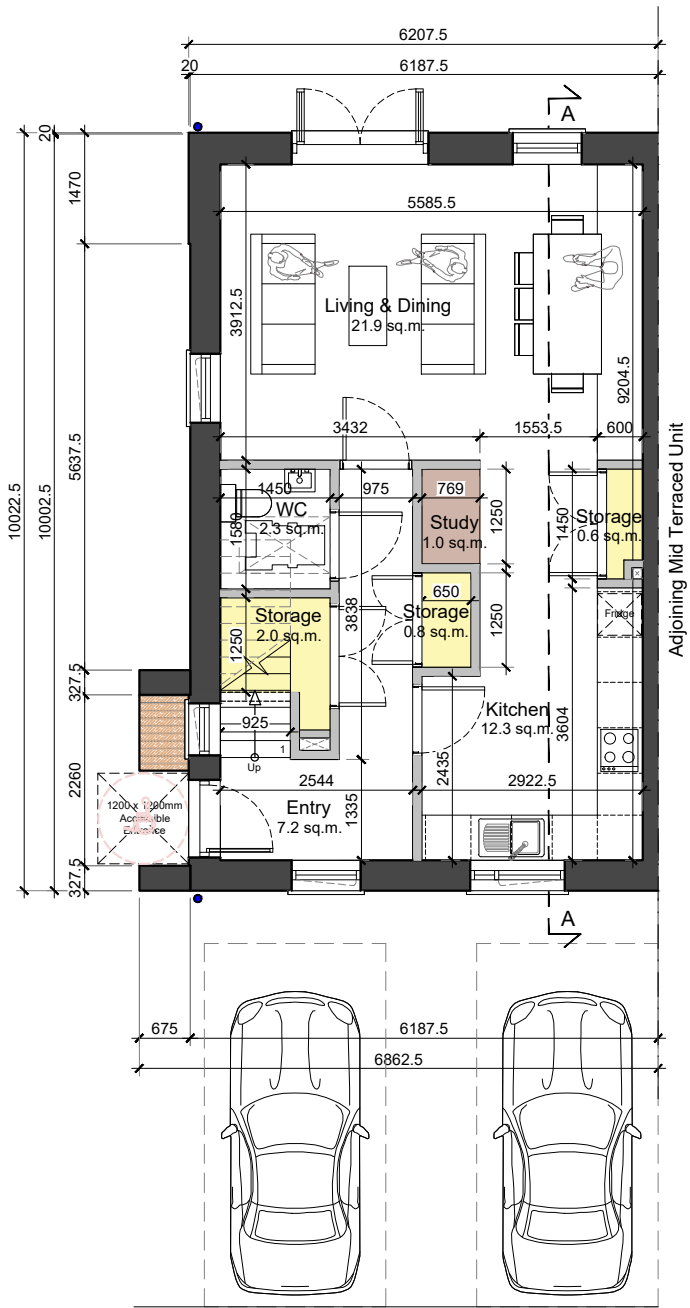 6207.5
20
6187.5
A
20
1470
5585.5
3912.5
Living & Dining
21.9 sq.m.
9204.5
3432
1553.5
600
10022.5
10002.5
5637.5
1450
975
769
WC
2.3 sq.m.
1580
Study
1.0 sq.m.
1250
1450
Storage
0.6 sq.m.
Adjoining Mid Terraced Unit
650
Storage
2.0 sq.m.
1250
3838
Storage
0.8 sq.m.
1250
Fridge
327.5
925
1
Up
Kitchen
12.3 sq.m.
3604
2435
2260
2544
2922.5
1200 x 1200mm
Accessible
Entrance
Entry
7.2 sq.m.
1335
327.5
A
675
6187.5
6862.5